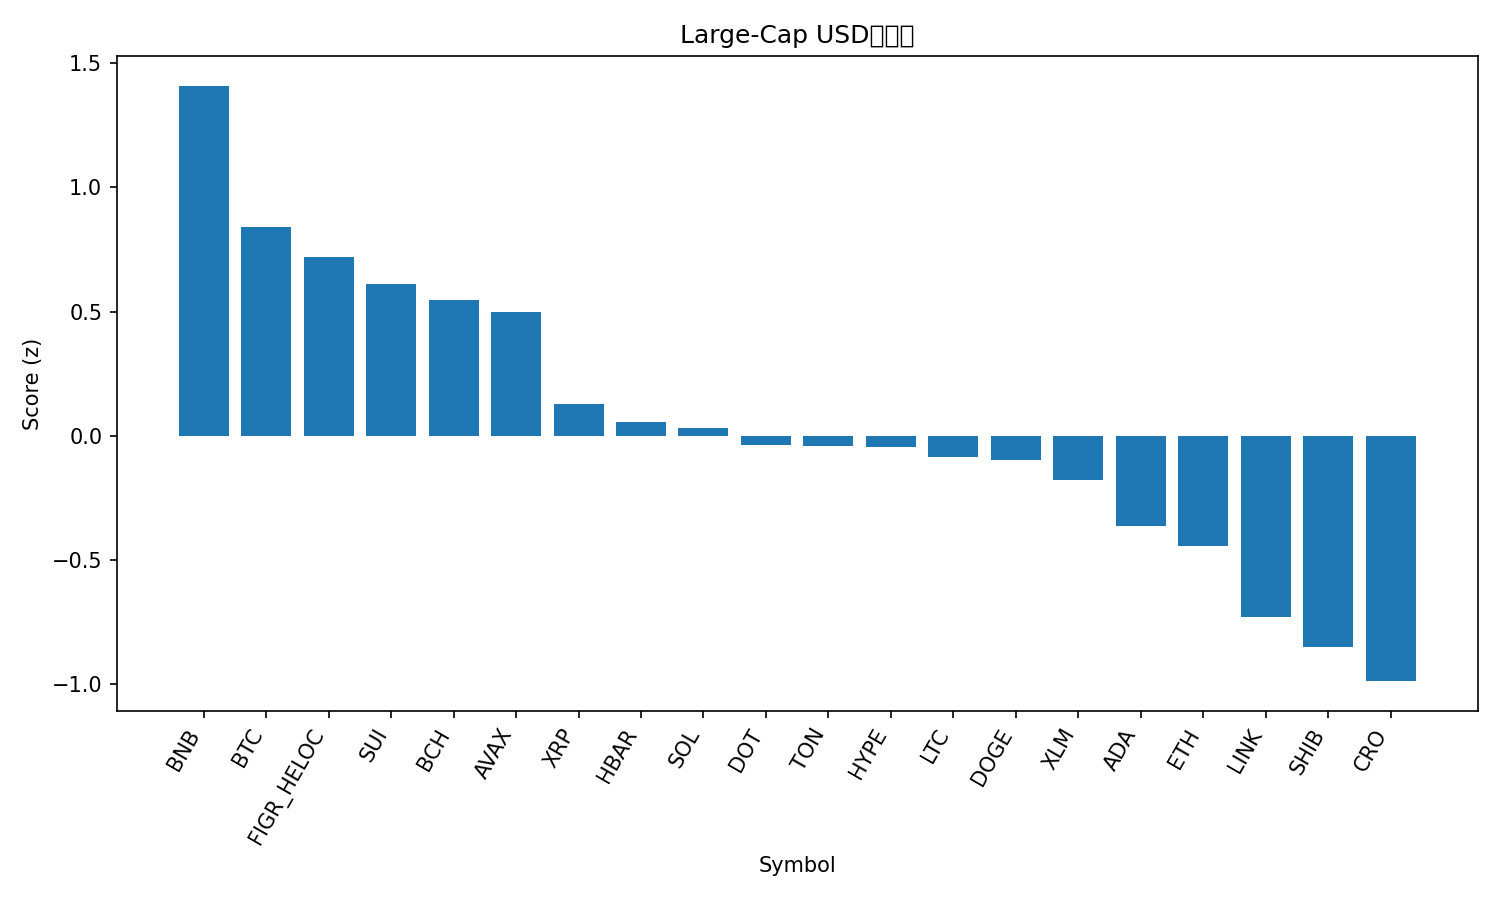 Large-Cap USD
1.5
1.0
0.5
0.0
−0.5
−1.0
Score (z)
BNB
BTC
FIGR_HELOC
SUI
BCH
AVAX
XRP
HBAR
SOL
DOT
TON
HYPE
LTC
DOGE
XLM
ADA
ETH
LINK
SHIB
CRO
Symbol